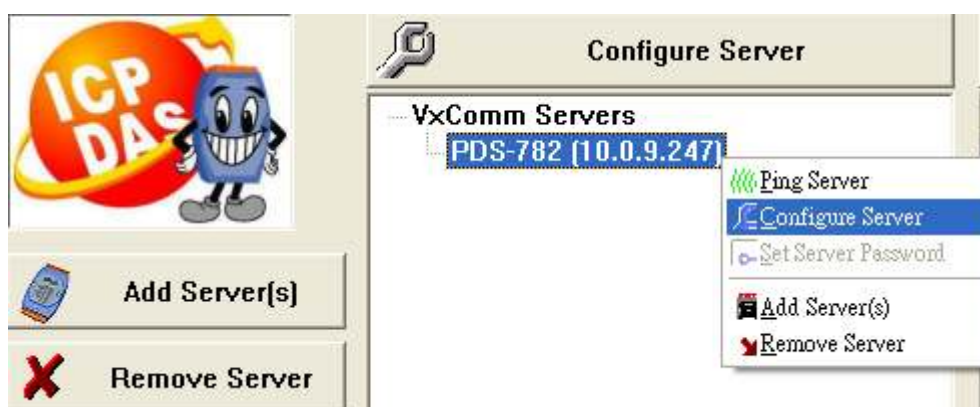 ICP
DAS
Configure Server
VxComm Servers
PDS-782 (10.0.9.247)
Ping Server
Configure Server
Set Server Password
Add Server(s)
Remove Server
Add Server(s)
Remove Server